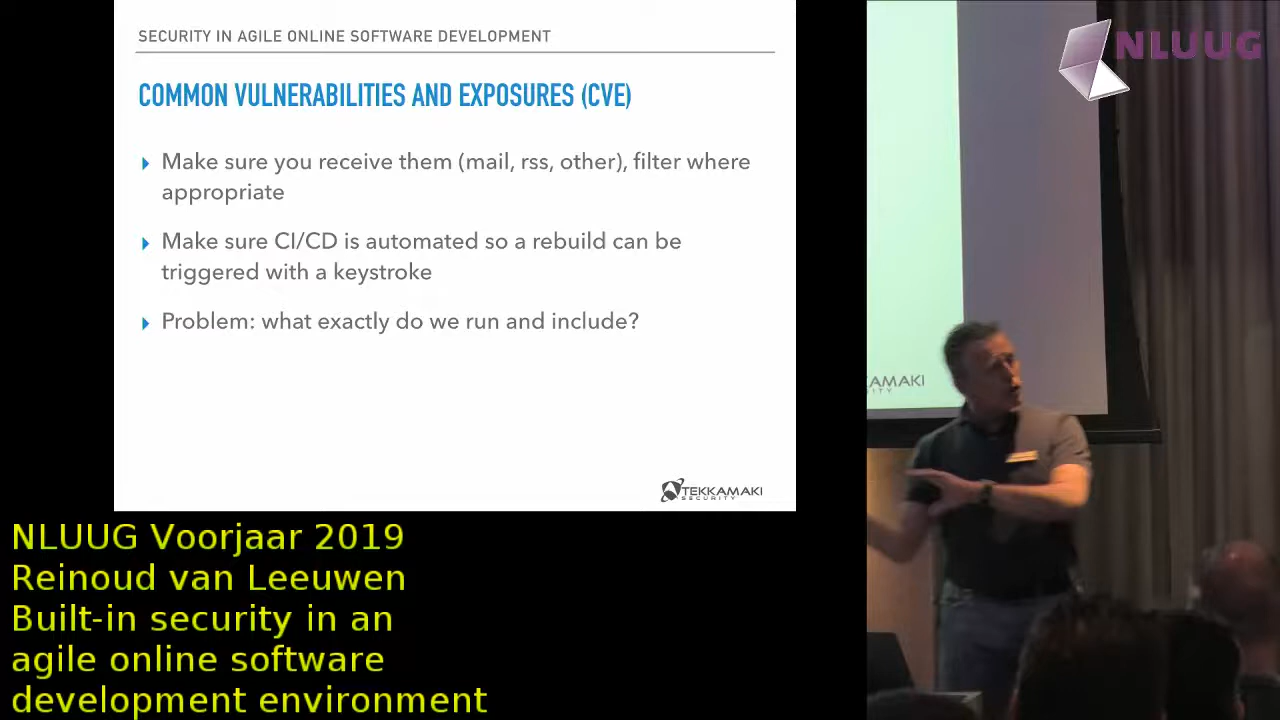 SECURITY IN AGILE ONLINE SOFTWARE DEVELOPMENT
COMMON VULNERABILITIES AND EXPOSURES (CVE)
Make sure you receive them (mail, rss, other), filter where
appropriate
Make sure CI/CD is automated so a rebuild can be
triggered with a keystroke
Problem: what exactly do we run and include?
TEKKAMAKI
SECURITY
NLUUG Voorjaar 2019
Reinoud van Leeuwen
Built-in security in an
agile online software
development environment
NLUUG
AMAKI
ITY